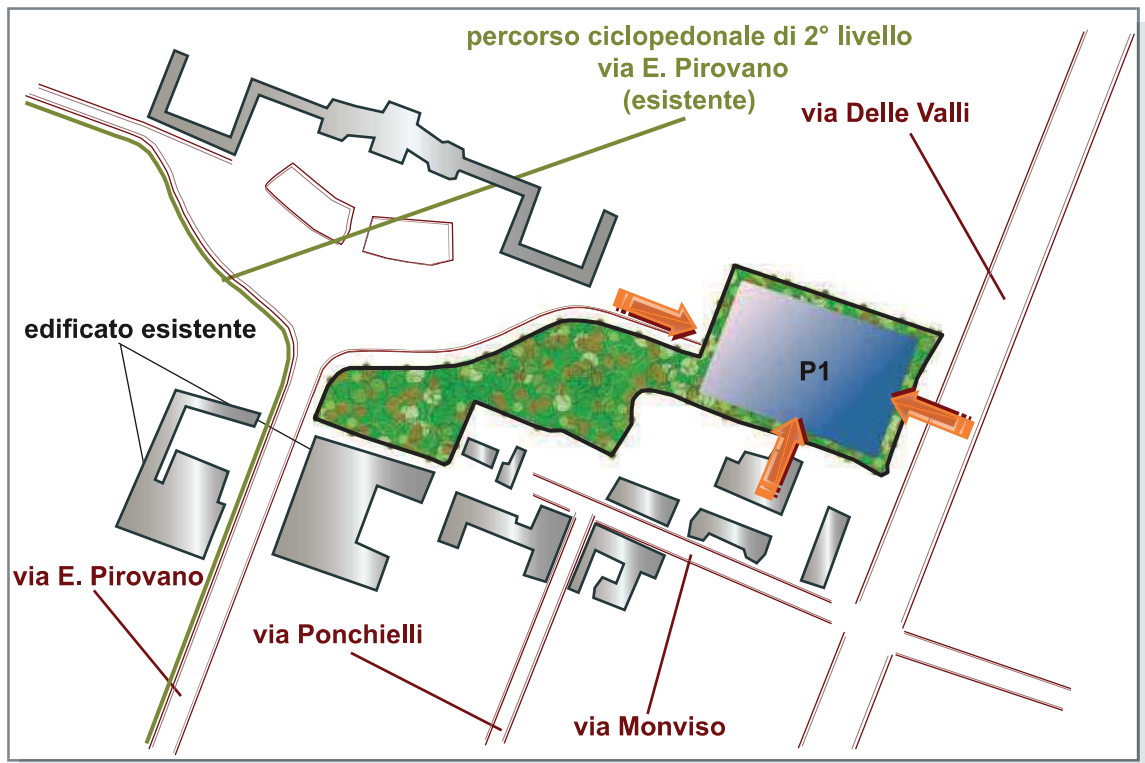 percorso ciclopedonale di 2° livello
via E. Pirovano
(esistente)
via Delle Valli
edificato esistente
P1
via E. Pirovano
via Ponchielli
via Monviso